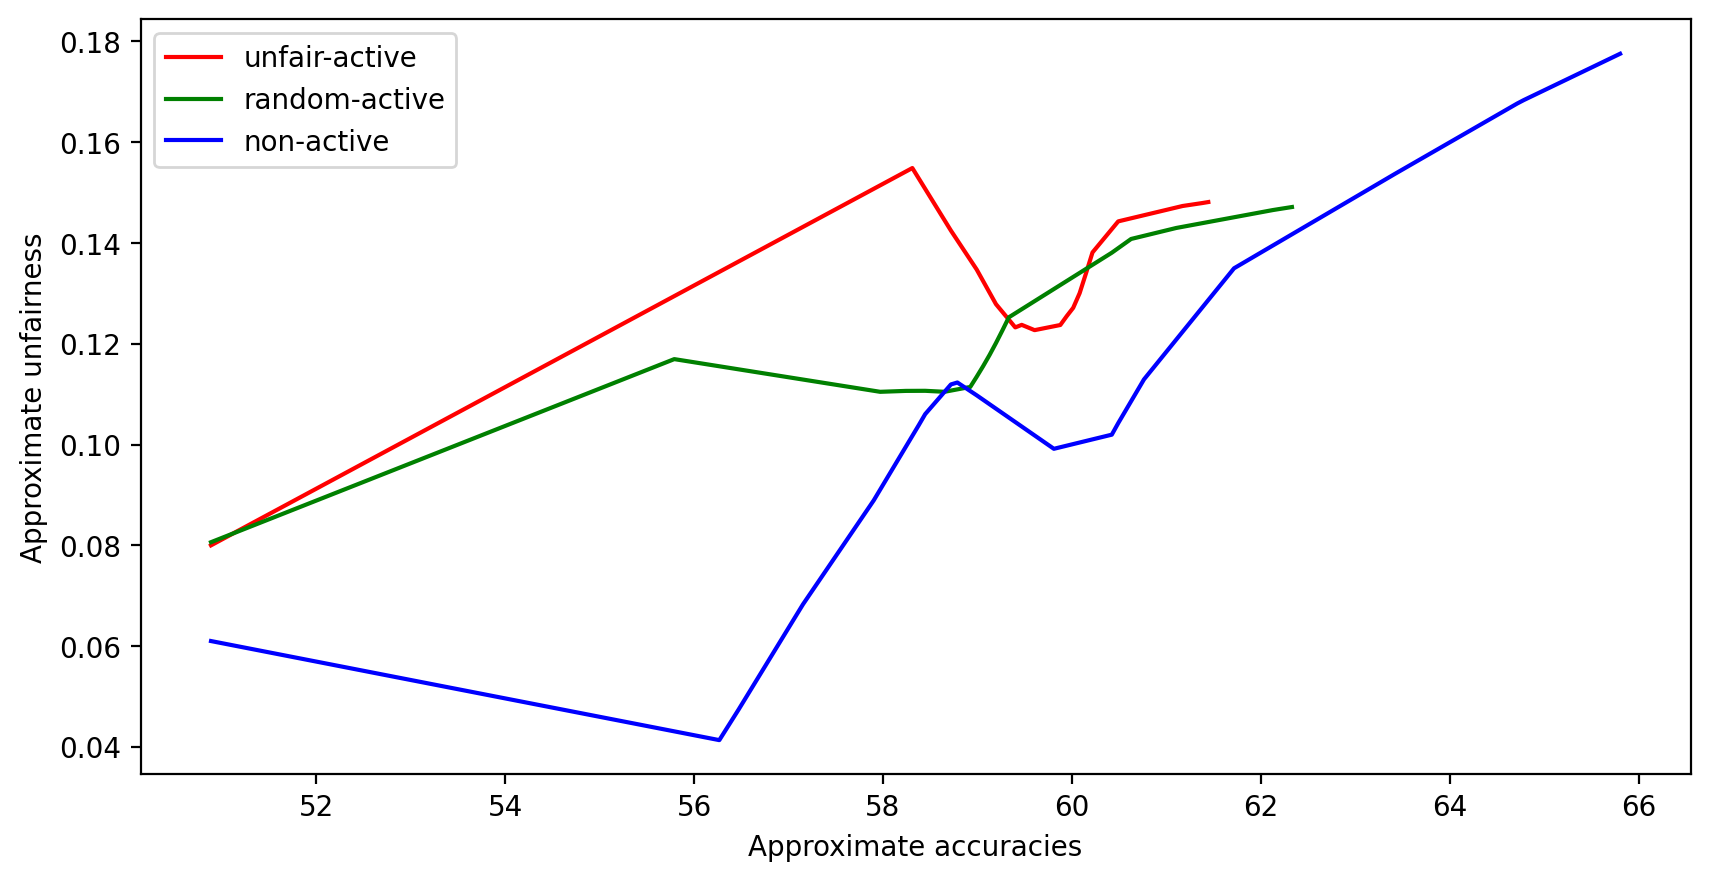 unfair-active
random-active
non-active
Approximate unfairness
0.18
0.16
0.14
0.12
0.10
0.08
0.06
0.04
52 54 56 58 60 62 64 66
Approximate accuracies